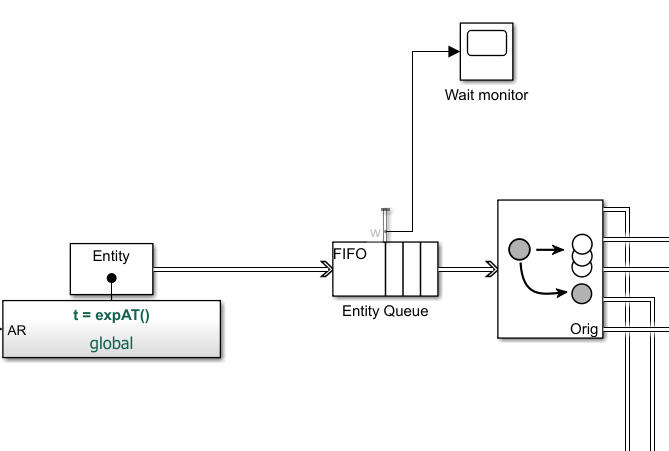 Wait monitor
w
Entity
FIFO
Entity Queue
t = expAT()
AR
global
Orig